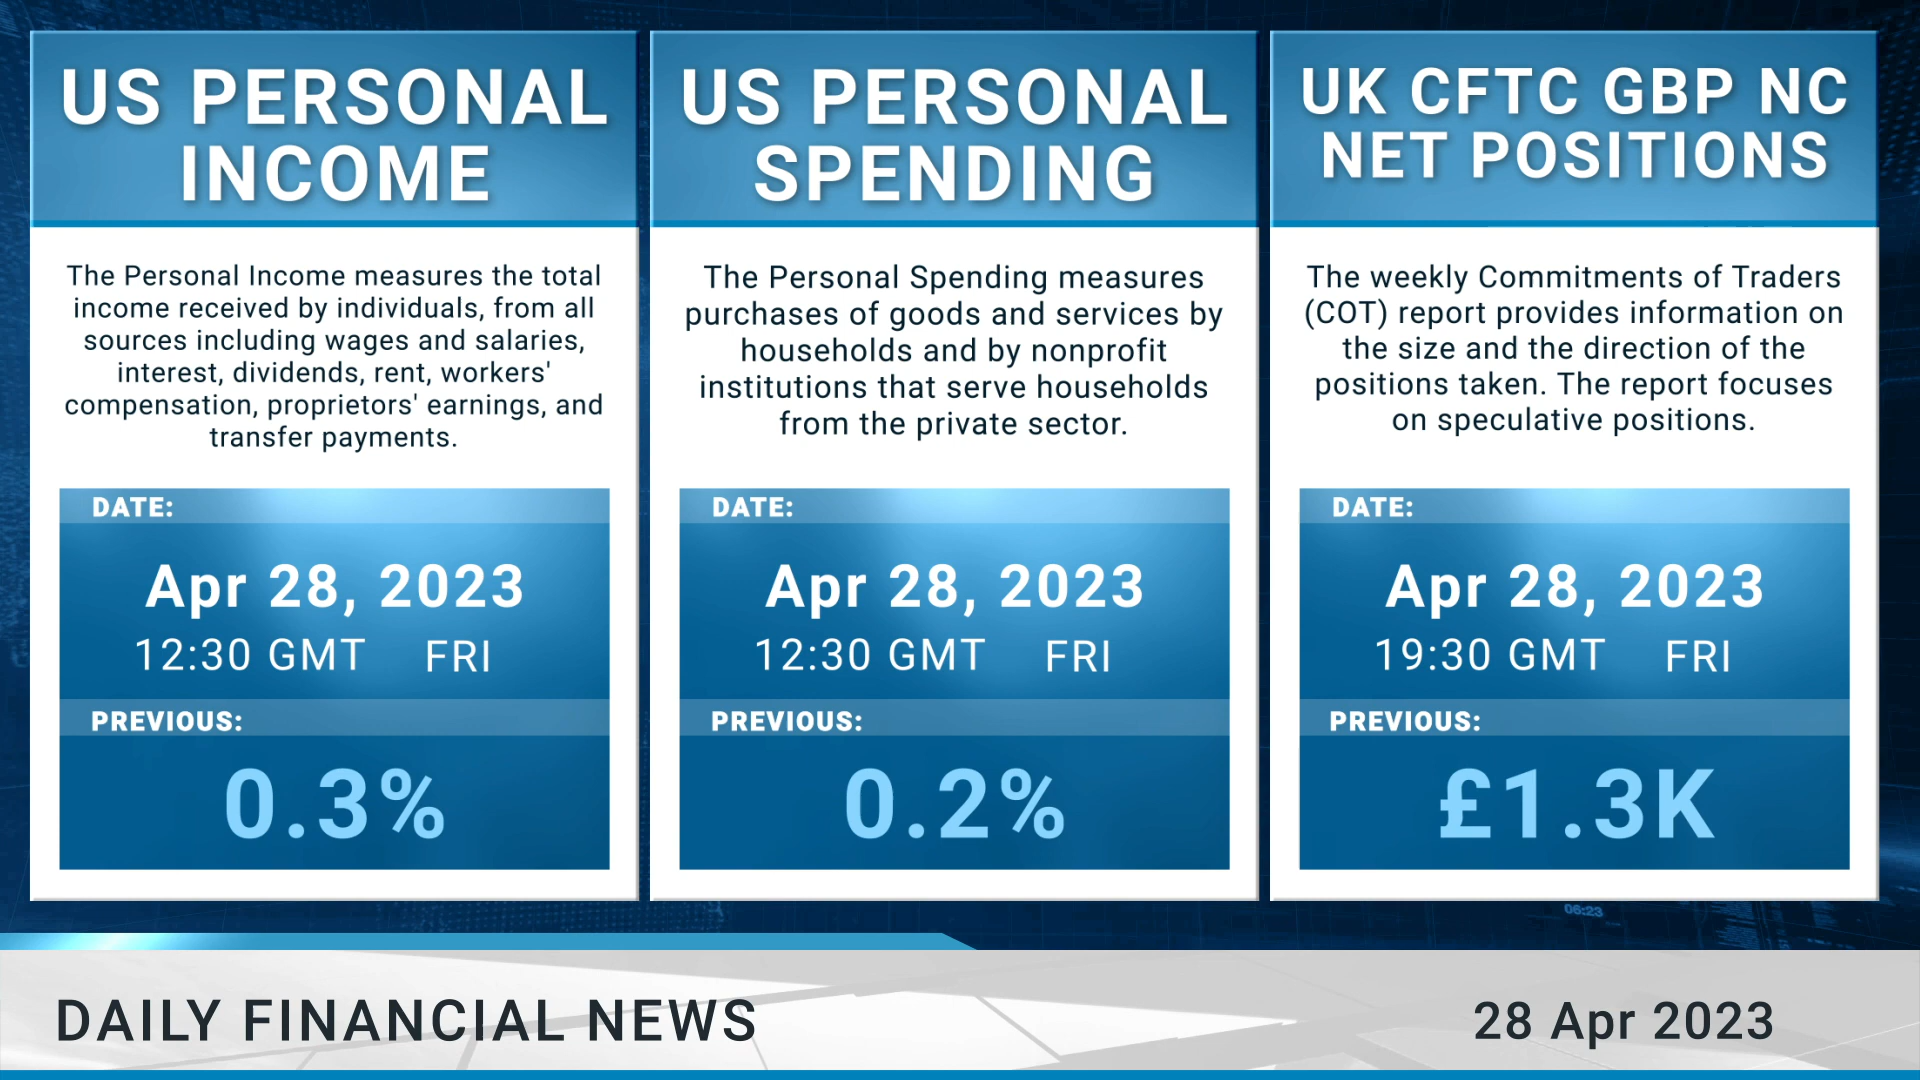 US PERSONAL
INCOME
The Personal Income measures the total
income received by individuals, from all
sources including wages and salaries,
interest, dividends, rent, workers'
compensation, proprietors' earnings, and
transfer payments.
DATE:
Apr 28, 2023
12:30 GMT FRI
PREVIOUS:
0.3%
US PERSONAL
SPENDING
The Personal Spending measures
purchases of goods and services by
households and by nonprofit
institutions that serve households
from the private sector.
DATE:
Apr 28, 2023
12:30 GMT FRI
PREVIOUS:
0.2%
UK CFTC GBP NC
NET POSITIONS
The weekly Commitments of Traders
(COT) report provides information on
the size and the direction of the
positions taken. The report focuses
on speculative positions.
DATE:
Apr 28, 2023
19:30 GMT FRI
PREVIOUS:
£1.3K
06:23
DAILY FINANCIAL NEWS
28 Apr 2023